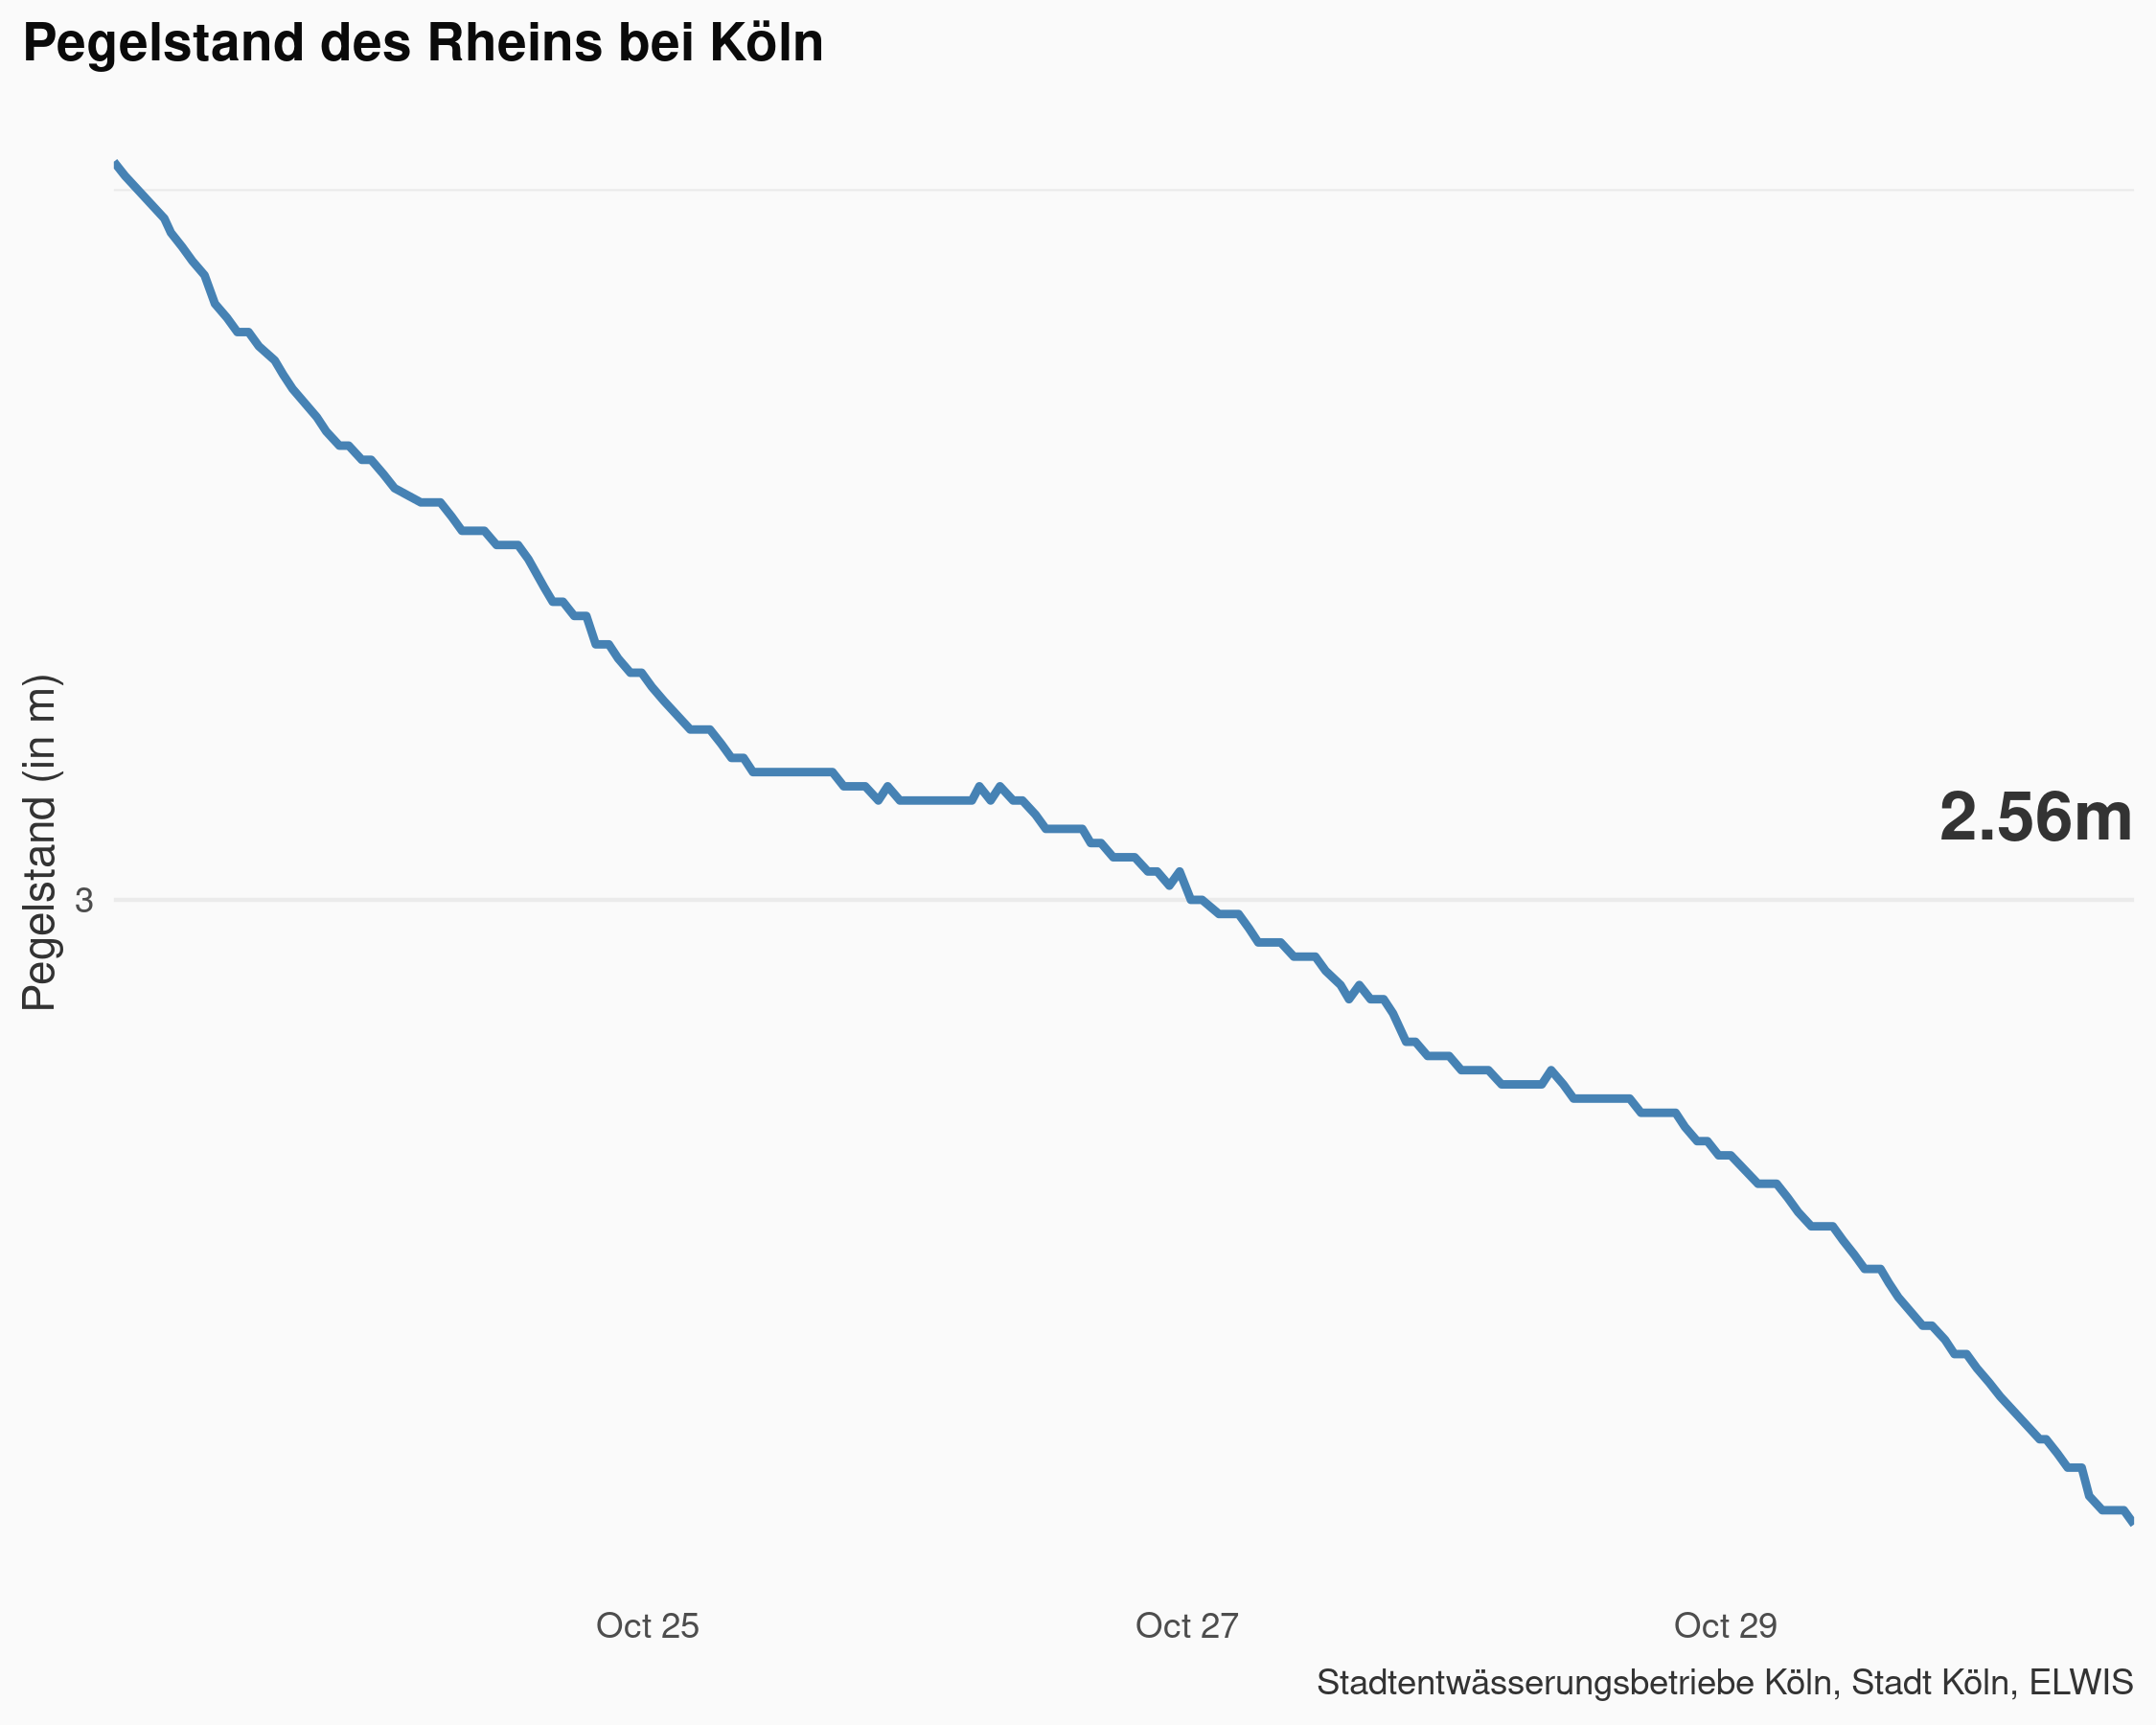 Pegelstand des Rheins bei Köln
Pegelstand (in m)
2.56m
3
Oct 25
Oct 27
Oct 29
Stadtentwässerungsbetriebe Köln, Stadt Köln, ELWIS